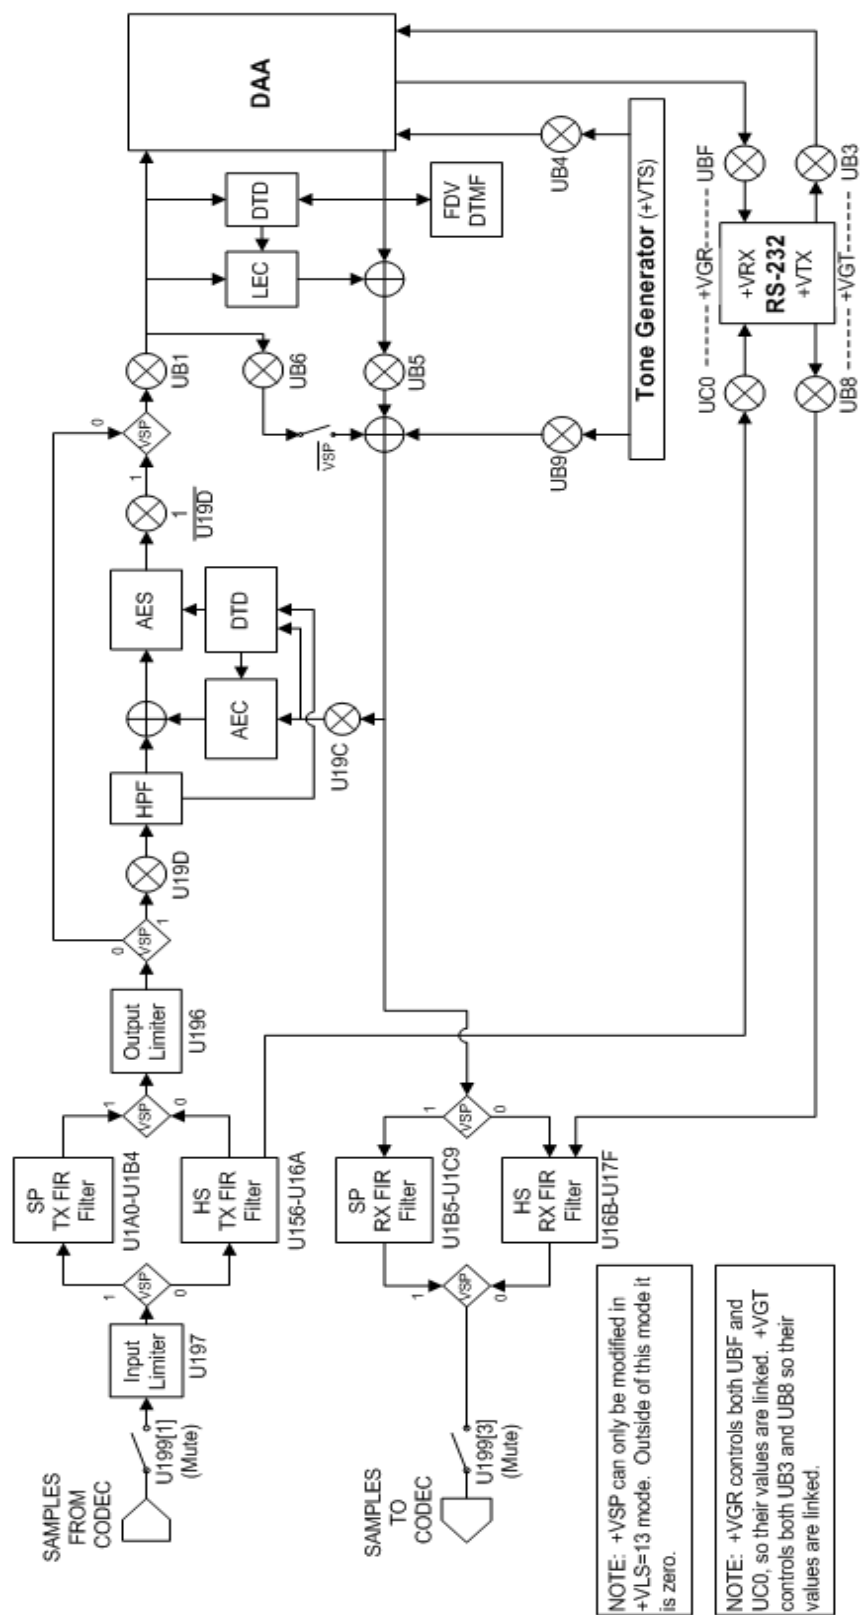 SAMPLES
FROM
CODEC
U199[1]
(Mute)
Input
Limiter
U197
1
VSP
0
SP
TX FIR
Filter
U1A0-U1B4
HS
TX FIR
Filter
U156-U16A
1
VSP
0
Output
Limiter
U196
0
VSP
1
U19D
HPF
AEC
DTD
AES
U19C
1
U19D
1
VSP
0
UB1
UB6
VSP
LEC
DTD
FDV
DTMF
DAA
UB5
UB9
UB4
Tone Generator (+VTS)
SAMPLES
TO
CODEC
U199[3]
(Mute)
1
VSP
0
SP
RX FIR
Filter
U1B5-U1C9
HS
RX FIR
Filter
U16B-U17F
1
VSP
0
UC0 ------ +VGR------ UBF
+VRX
RS-232
+VTX
UB8 ------ +VGT------ UB3
NOTE: +VSP can only be modified in
+VLS=13 mode. Outside of this mode it
is zero.
NOTE: +VGR controls both UBF and
UC0, so their values are linked. +VGT
controls both UB3 and UB8 so their
values are linked.